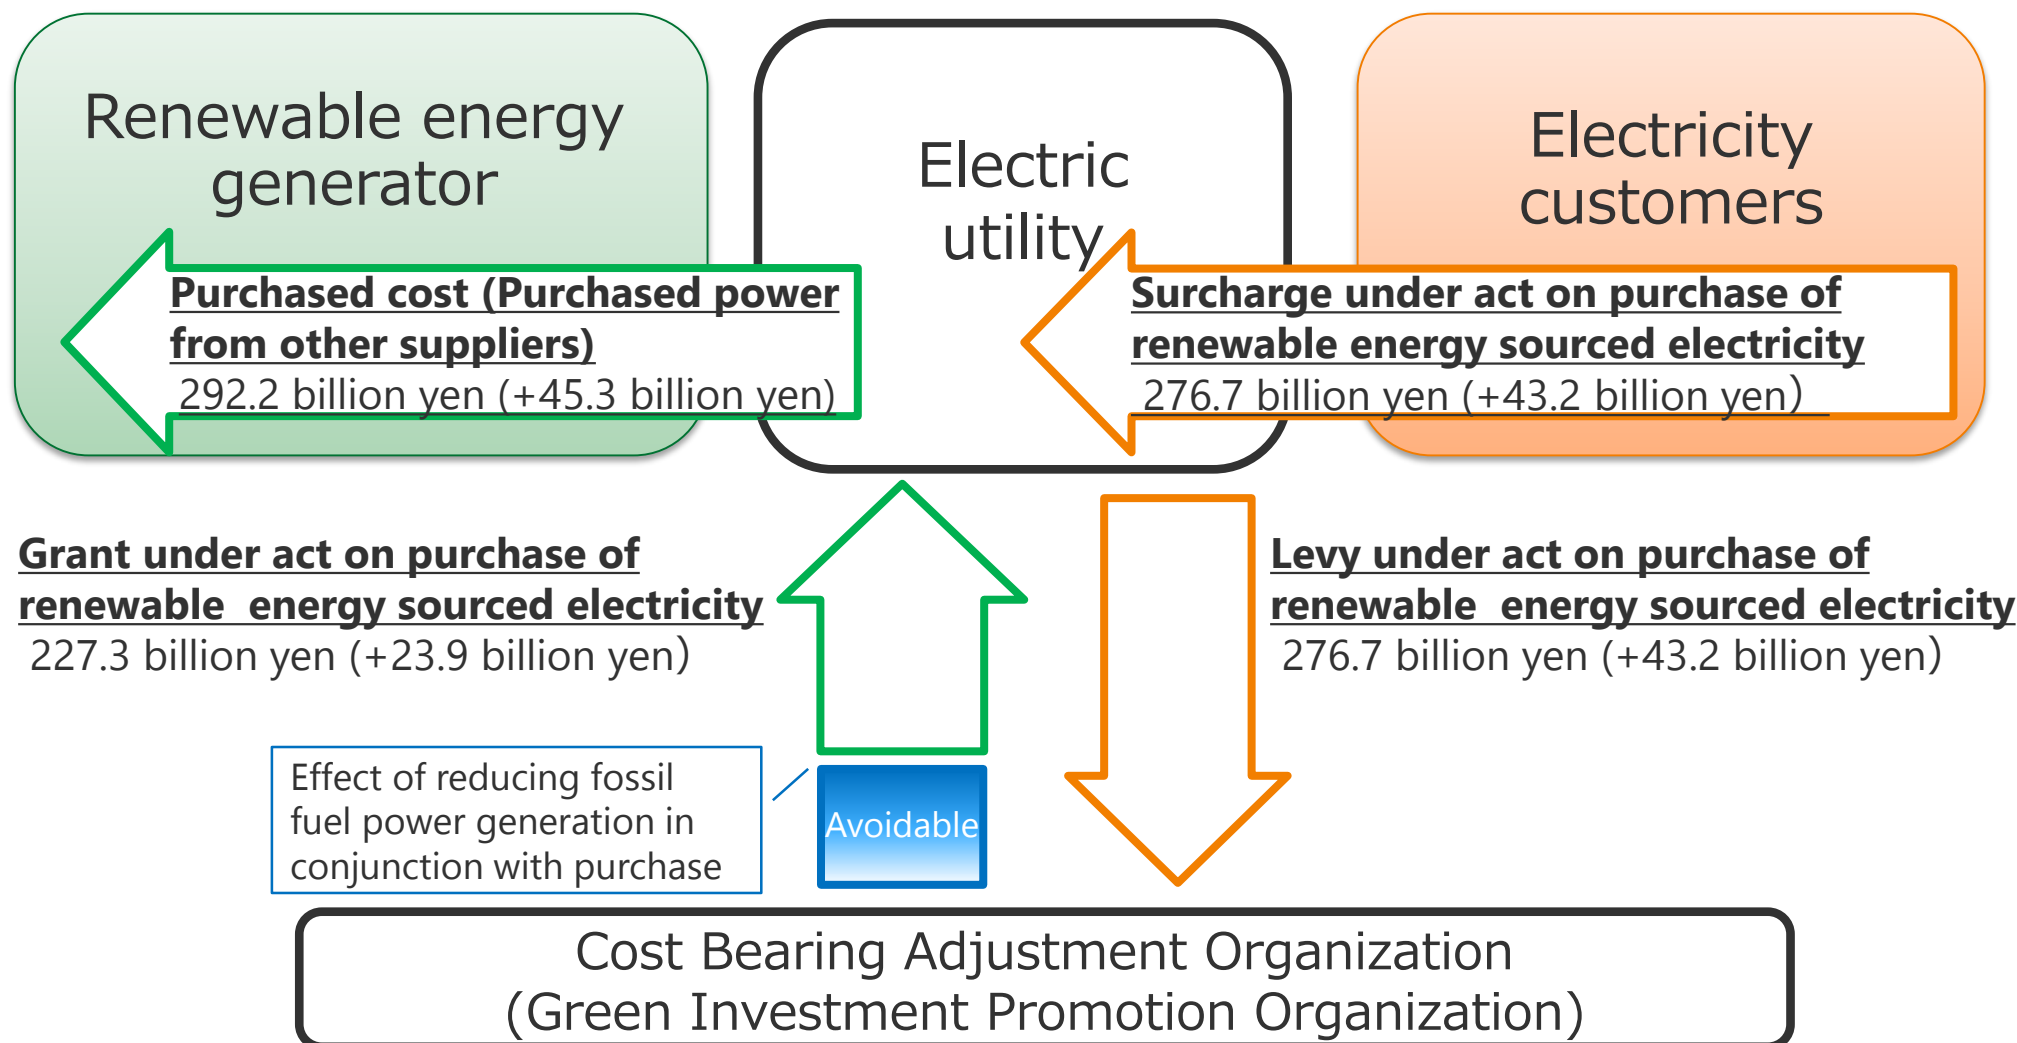 Renewable energy
generator
Electric
utility
Electricity
customers
Purchased cost (Purchased power
from other suppliers)
292.2 billion yen (+45.3 billion yen)
Surcharge under act on purchase of
renewable energy sourced electricity
276.7 billion yen (+43.2 billion yen)
Grant under act on purchase of
renewable energy sourced electricity
227.3 billion yen (+23.9 billion yen)
Levy under act on purchase of
renewable energy sourced electricity
276.7 billion yen (+43.2 billion yen)
Effect of reducing fossil
fuel power generation in
conjunction with purchase
Avoidable
Cost Bearing Adjustment Organization
(Green Investment Promotion Organization)